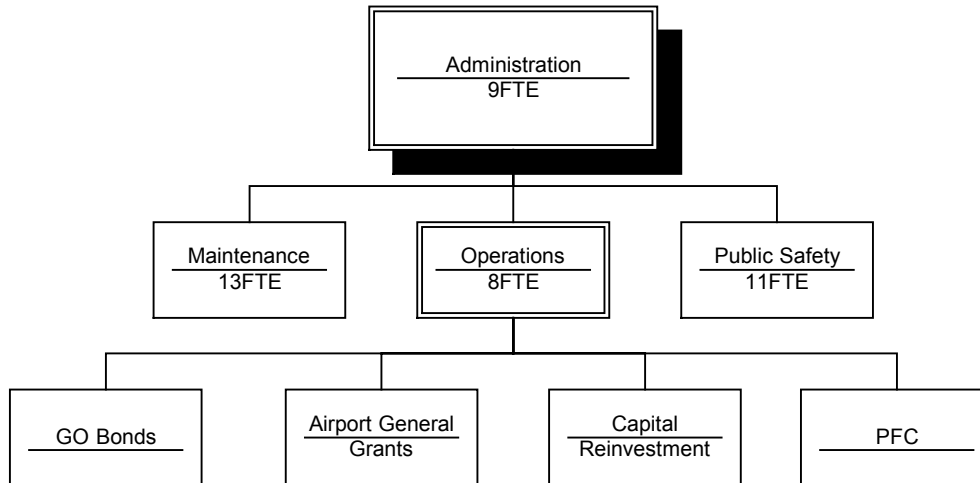 Administration
9FTE
Maintenance
13FTE
Operations
8FTE
Public Safety
11FTE
GO Bonds
Airport General
Grants
Capital
Reinvestment
PFC